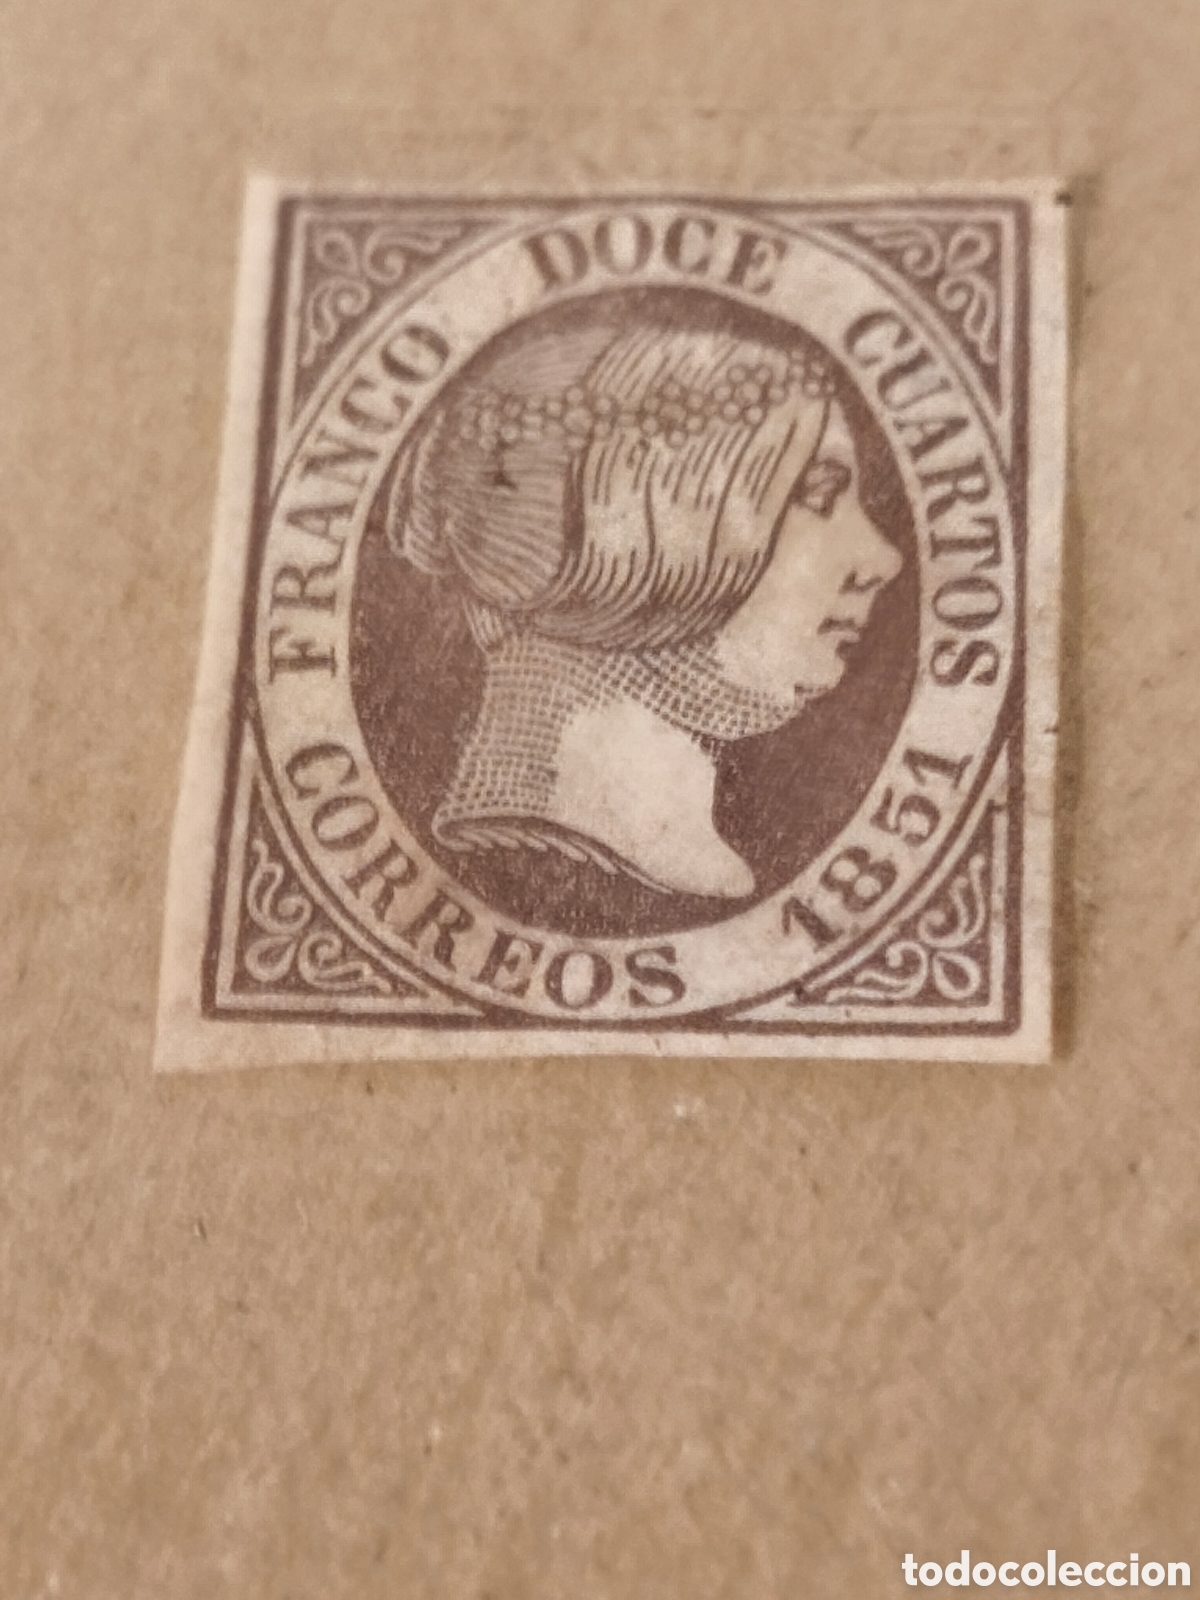 FRANCO DOCE CUARTOS
CORREOS 1851
todocoleccion